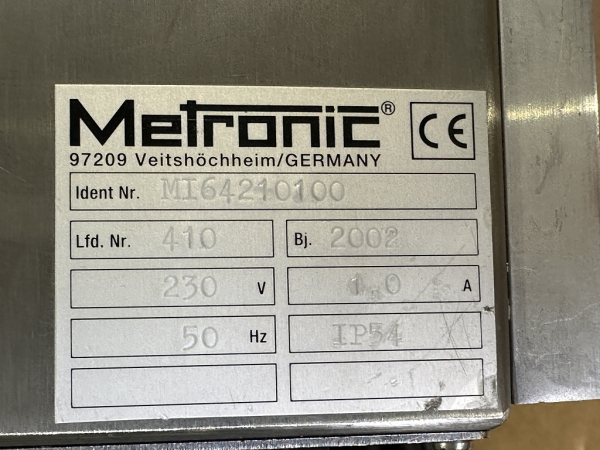 Metronic® CE
97209 Veitshöchheim/GERMANY
Ident Nr. MI64210100
Lfd. Nr. 410 Bj. 2002
230 V 1.0 A
50 Hz IP54